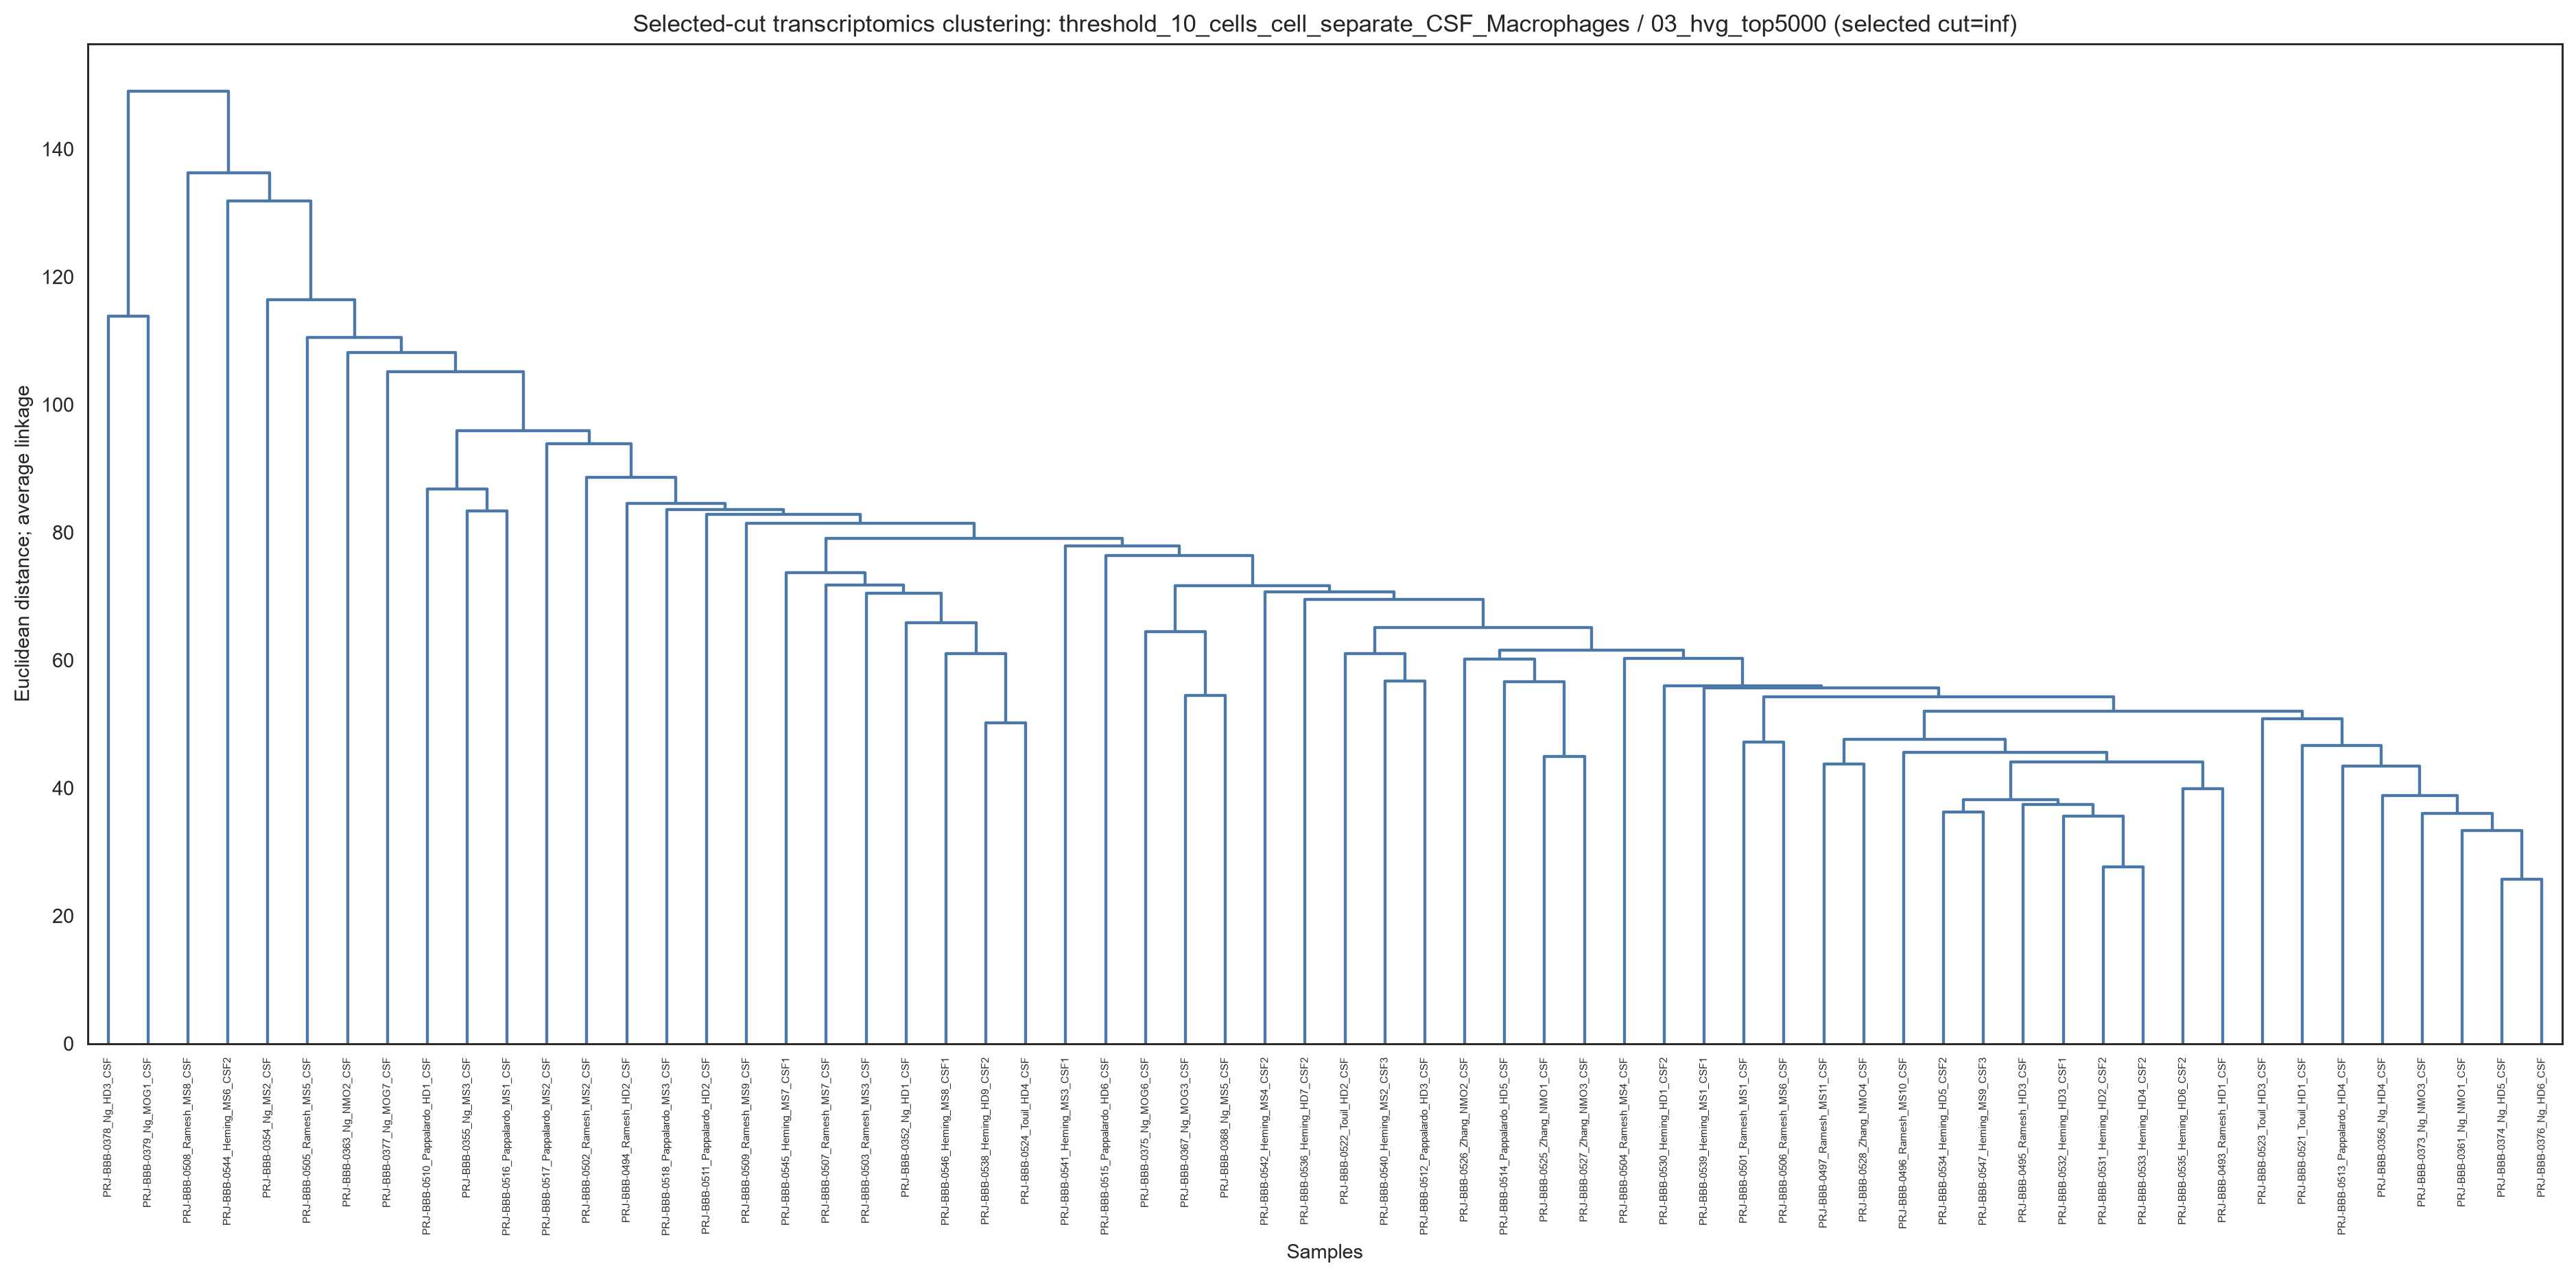 Selected-cut transcriptomics clustering: threshold_10_cells_cell_separate_CSF_Macrophages / 03_hvg_top5000 (selected cut=inf)
Euclidean distance; average linkage
140
120
100
80
60
40
20
0
PRJ-BBB-0378_Ng_HD3_CSF
PRJ-BBB-0379_Ng_MOG1_CSF
PRJ-BBB-0508_Ramesh_MS8_CSF
PRJ-BBB-0544_Heming_MS6_CSF2
PRJ-BBB-0354_Ng_MS2_CSF
PRJ-BBB-0505_Ramesh_MS5_CSF
PRJ-BBB-0363_Ng_NMO2_CSF
PRJ-BBB-0377_Ng_MOG7_CSF
PRJ-BBB-0510_Pappalardo_HD1_CSF
PRJ-BBB-0355_Ng_MS3_CSF
PRJ-BBB-0516_Pappalardo_MS1_CSF
PRJ-BBB-0517_Pappalardo_MS2_CSF
PRJ-BBB-0502_Ramesh_MS2_CSF
PRJ-BBB-0494_Ramesh_HD2_CSF
PRJ-BBB-0518_Pappalardo_MS3_CSF
PRJ-BBB-0511_Pappalardo_HD2_CSF
PRJ-BBB-0509_Ramesh_MS9_CSF
PRJ-BBB-0545_Heming_MS7_CSF1
PRJ-BBB-0507_Ramesh_MS7_CSF
PRJ-BBB-0503_Ramesh_MS3_CSF
PRJ-BBB-0352_Ng_HD1_CSF
PRJ-BBB-0546_Heming_MS8_CSF1
PRJ-BBB-0538_Heming_HD9_CSF2
PRJ-BBB-0524_Touil_HD4_CSF
PRJ-BBB-0541_Heming_MS3_CSF1
PRJ-BBB-0515_Pappalardo_HD6_CSF
PRJ-BBB-0375_Ng_MOG6_CSF
PRJ-BBB-0367_Ng_MOG3_CSF
PRJ-BBB-0368_Ng_MS5_CSF
PRJ-BBB-0542_Heming_MS4_CSF2
PRJ-BBB-0536_Heming_HD7_CSF2
PRJ-BBB-0522_Touil_HD2_CSF
PRJ-BBB-0540_Heming_MS2_CSF3
PRJ-BBB-0512_Pappalardo_HD3_CSF
PRJ-BBB-0526_Zhang_NMO2_CSF
PRJ-BBB-0514_Pappalardo_HD5_CSF
PRJ-BBB-0525_Zhang_NMO1_CSF
PRJ-BBB-0527_Zhang_NMO3_CSF
PRJ-BBB-0504_Ramesh_MS4_CSF
PRJ-BBB-0530_Heming_HD1_CSF2
PRJ-BBB-0539_Heming_MS1_CSF1
PRJ-BBB-0501_Ramesh_MS1_CSF
PRJ-BBB-0506_Ramesh_MS6_CSF
PRJ-BBB-0497_Ramesh_MS11_CSF
PRJ-BBB-0528_Zhang_NMO4_CSF
PRJ-BBB-0496_Ramesh_MS10_CSF
PRJ-BBB-0534_Heming_HD5_CSF2
PRJ-BBB-0547_Heming_MS9_CSF3
PRJ-BBB-0495_Ramesh_HD3_CSF
PRJ-BBB-0532_Heming_HD3_CSF1
PRJ-BBB-0531_Heming_HD2_CSF2
PRJ-BBB-0533_Heming_HD4_CSF2
PRJ-BBB-0535_Heming_HD6_CSF2
PRJ-BBB-0493_Ramesh_HD1_CSF
PRJ-BBB-0523_Touil_HD3_CSF
PRJ-BBB-0521_Touil_HD1_CSF
PRJ-BBB-0513_Pappalardo_HD4_CSF
PRJ-BBB-0356_Ng_HD4_CSF
PRJ-BBB-0373_Ng_NMO3_CSF
PRJ-BBB-0361_Ng_NMO1_CSF
PRJ-BBB-0374_Ng_HD5_CSF
PRJ-BBB-0376_Ng_HD6_CSF
Samples